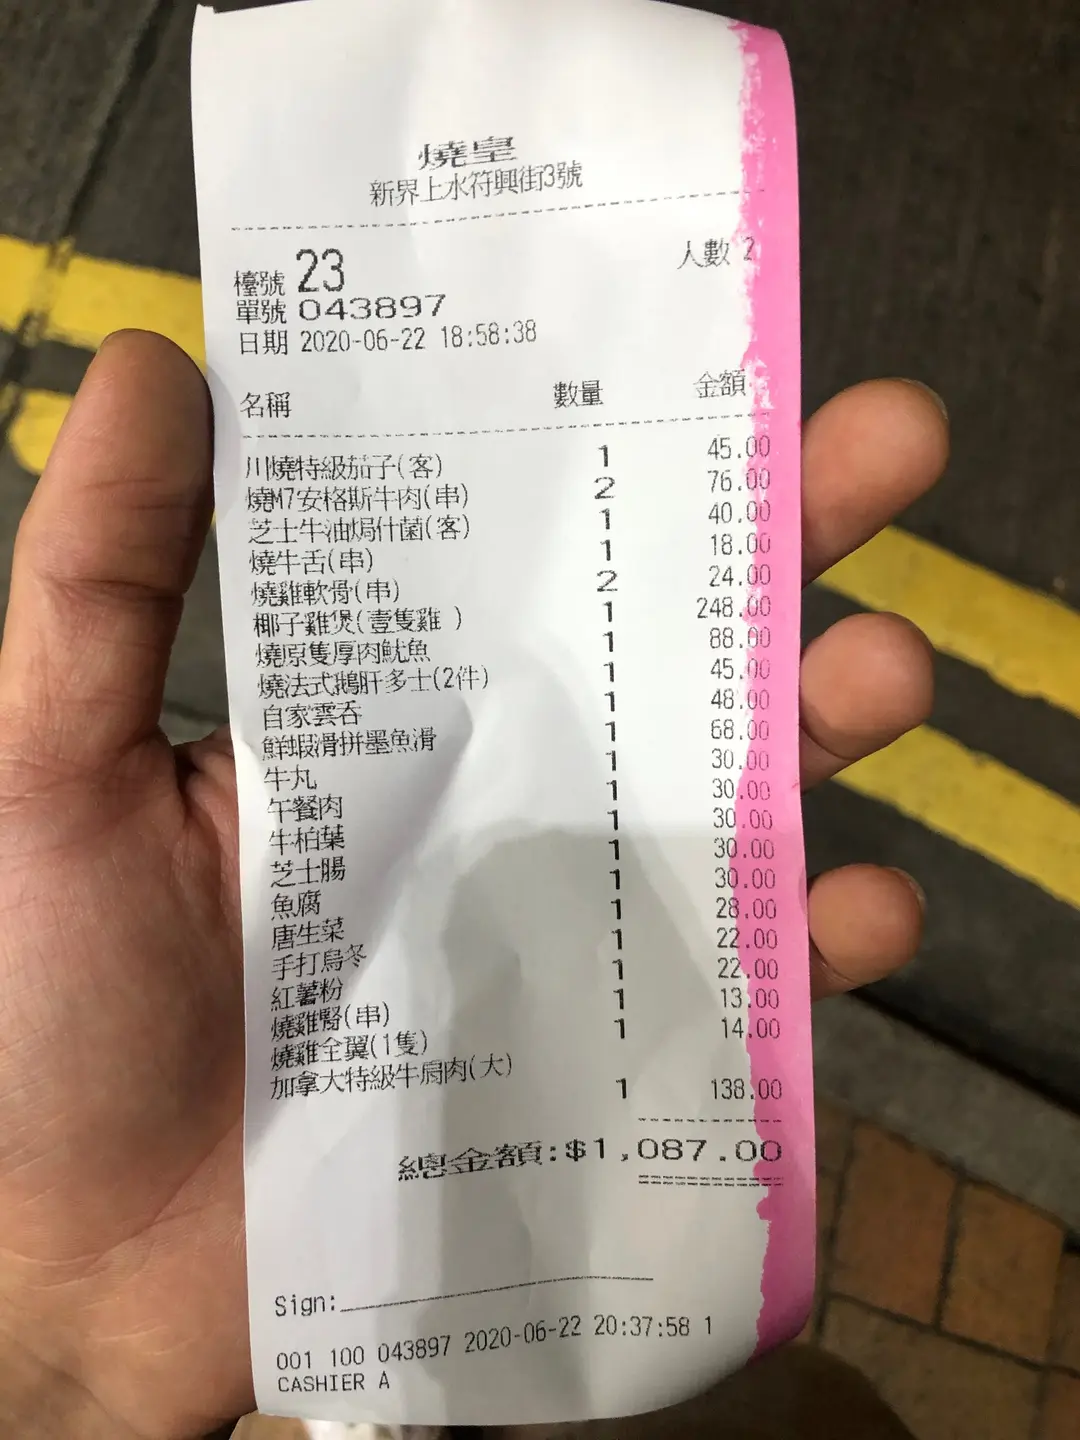 燒皇
新界上水符興街3號
檯號 23 人數 2
單號 043897
日期 2020-06-22 18:58:38
名稱 數量 金額
川燒特級茄子(客) 1 45.00
燒M7安格斯牛肉(串) 2 76.00
芝士牛油焗什菌(客) 1 40.00
燒牛舌(串) 1 18.00
燒雞軟骨(串) 2 24.00
椰子雞煲(壹隻雞 ) 1 248.00
燒原隻厚肉魷魚 1 88.00
燒法式鵝肝多士(2件) 1 45.00
自家雲吞 1 48.00
鮮蝦滑拼墨魚滑 1 68.00
牛丸 1 30.00
午餐肉 1 30.00
牛柏葉 1 30.00
芝士腸 1 30.00
魚腐 1 30.00
唐生菜 1 28.00
手打烏冬 1 22.00
紅薯粉 1 22.00
燒雞腎(串) 1 13.00
燒雞全翼(1隻) 1 14.00
加拿大特級牛肩肉(大) 1 138.00
總金額:$1,087.00
Sign:
001 100 043897 2020-06-22 20:37:58 1
CASHIER A